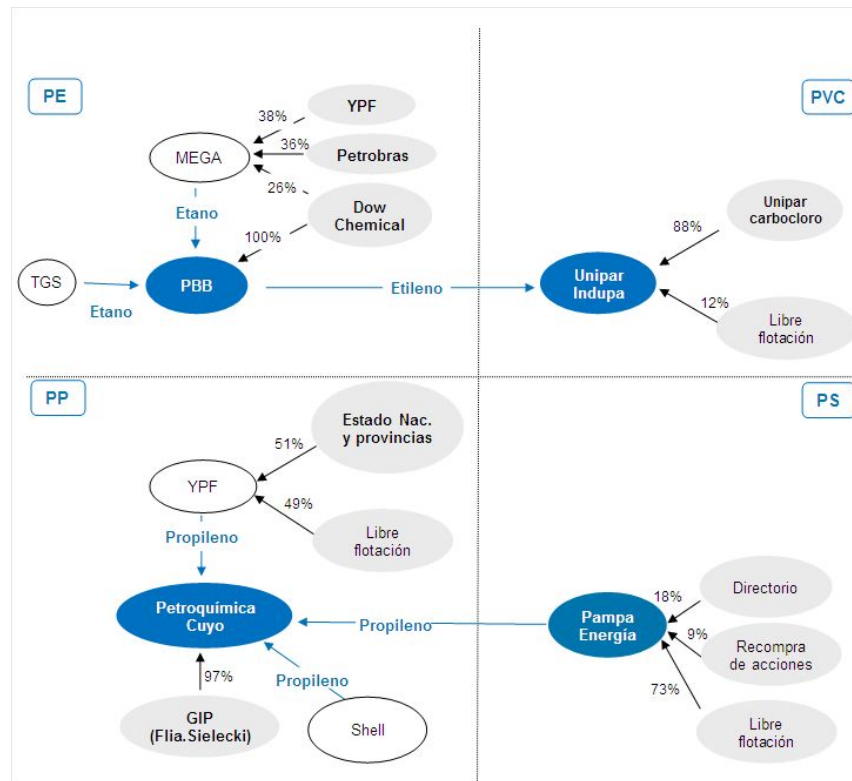 PE
PVC
YPF
38%
MEGA
36%
Petrobras
26%
Etano
Dow
Chemical
100%
Unipar
carbocloro
88%
TGS
PBB
Etano
Etileno
Unipar
Indupa
12%
Libre
flotación
PP
PS
Estado Nac.
y provincias
51%
YPF
49%
Propileno
Libre
flotación
Petroquímica
Cuyo
Propileno
Pampa
Energía
18%
Directorio
9%
Recompra
de acciones
73%
Libre
flotación
97%
Propileno
GIP
(Flia.Sielecki)
Shell